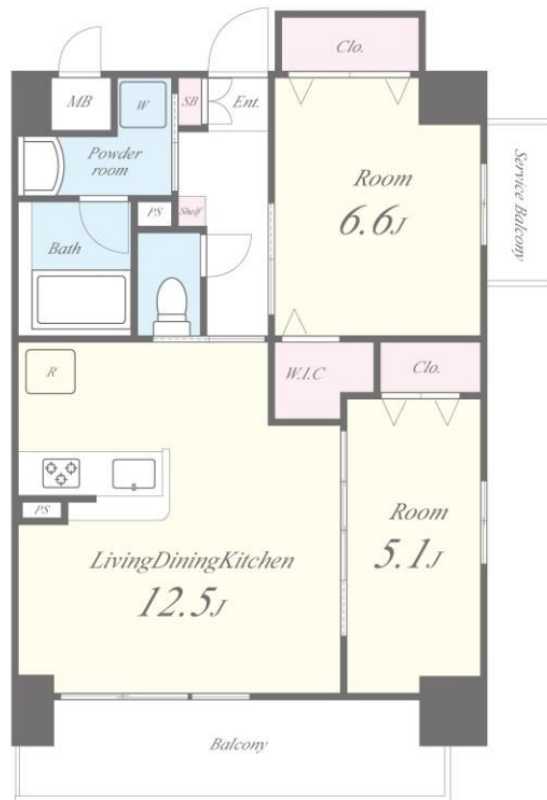 Clo.
MB
W
SB
Ent.
Powder
room
Room
6.6J
Service Balcony
PS
Shelf
Bath
R
W.I.C
Clo.
PS
Room
5.1J
LivingDiningKitchen
12.5J
Balcony